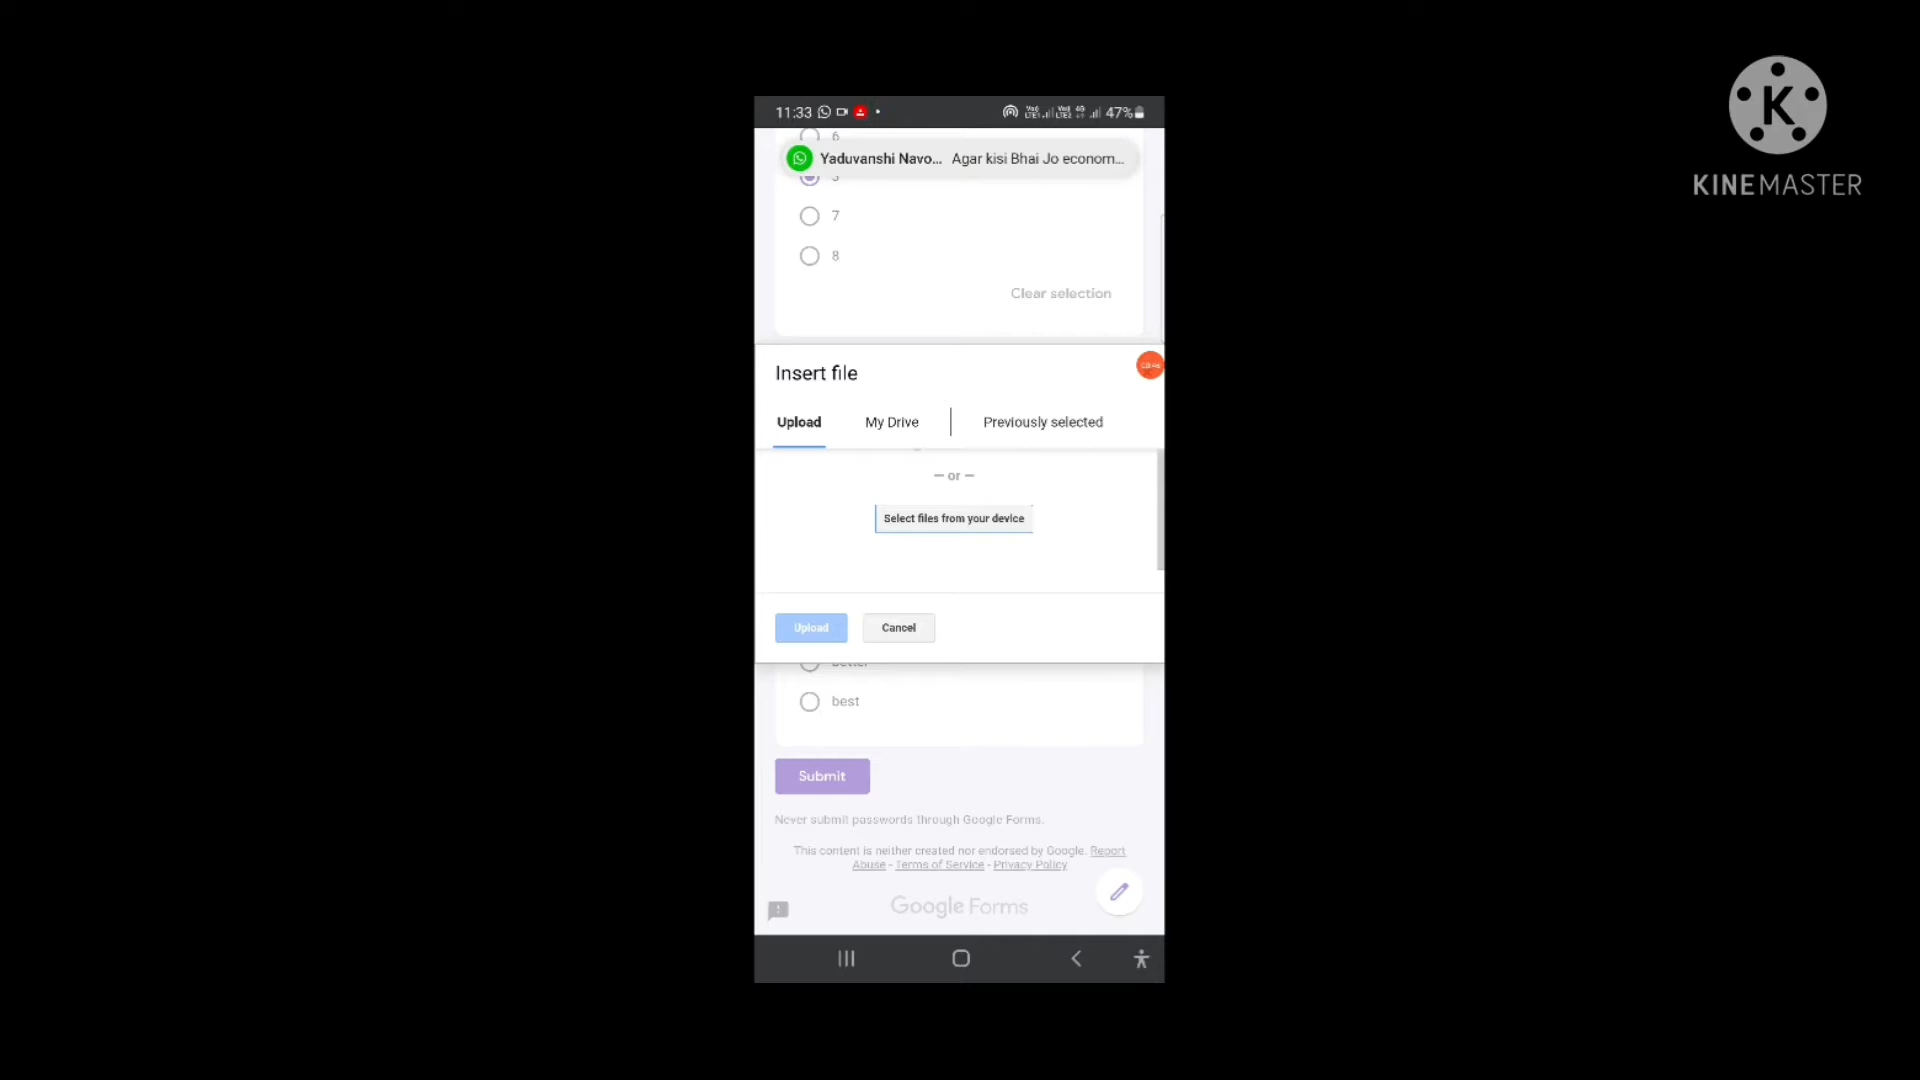 11:33 47%
6
Yaduvanshi Navo... Agar kisi Bhai Jo econom...
7
8
Clear selection
Insert file
Upload My Drive Previously selected
— or —
Select files from your device
Upload Cancel
better
best
Submit
Never submit passwords through Google Forms.
This content is neither created nor endorsed by Google. Report
Abuse - Terms of Service - Privacy Policy
Google Forms
K
KINEMASTER